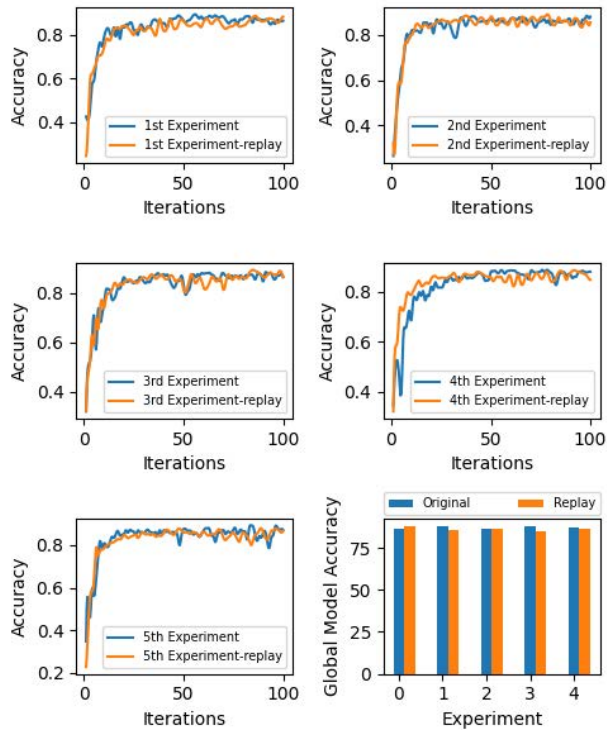 0.8
0.6
0.4
Accuracy
1st Experiment
1st Experiment-replay
0
50
100
Iterations
0.8
0.6
0.4
Accuracy
2nd Experiment
2nd Experiment-replay
0
50
100
Iterations
0.8
0.6
0.4
Accuracy
3rd Experiment
3rd Experiment-replay
0
50
100
Iterations
0.8
0.6
0.4
Accuracy
4th Experiment
4th Experiment-replay
0
50
100
Iterations
0.8
0.6
0.4
0.2
Accuracy
5th Experiment
5th Experiment-replay
0
50
100
Iterations
Original
Replay
75
50
25
0
Global Model Accuracy
0
1
2
3
4
Experiment